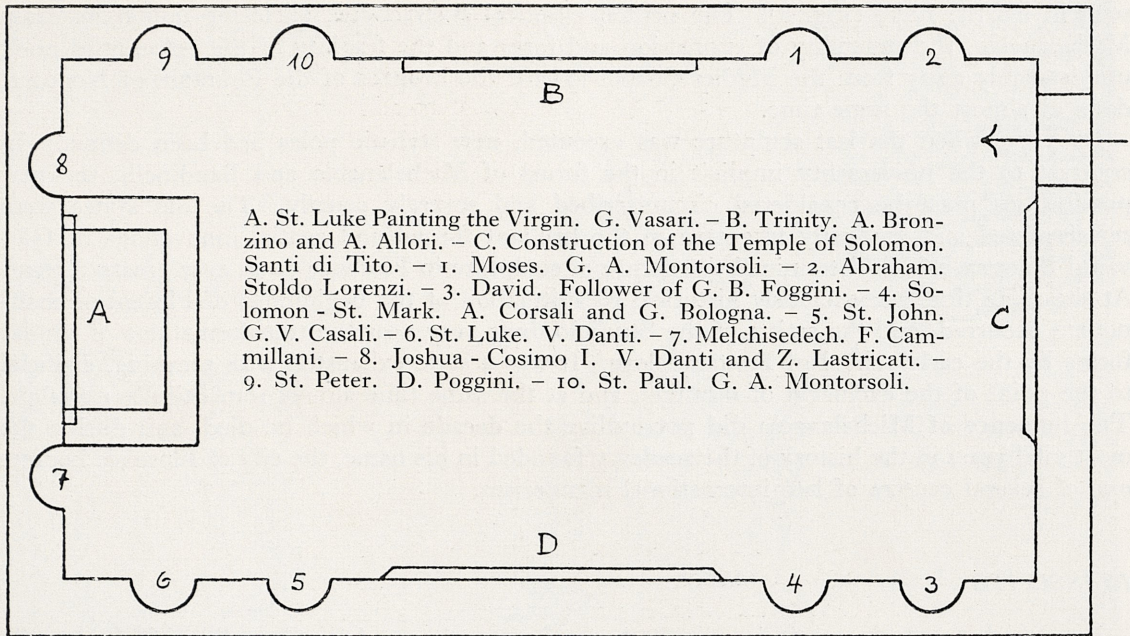 9
10
1
2
B
8
A. St. Luke Painting the Virgin. G. Vasari. – B. Trinity. A. Bron-
zino and A. Allori. – C. Construction of the Temple of Solomon.
Santi di Tito. – 1. Moses. G. A. Montorsoli. – 2. Abraham.
Stoldo Lorenzi. – 3. David. Follower of G. B. Foggini. – 4. So-
lomon - St. Mark. A. Corsali and G. Bologna. – 5. St. John.
G. V. Casali. – 6. St. Luke. V. Danti. – 7. Melchisedech. F. Cam-
millani. – 8. Joshua - Cosimo I. V. Danti and Z. Lastricati. –
9. St. Peter. D. Poggini. – 10. St. Paul. G. A. Montorsoli.
A
C
7
D
6
5
4
3